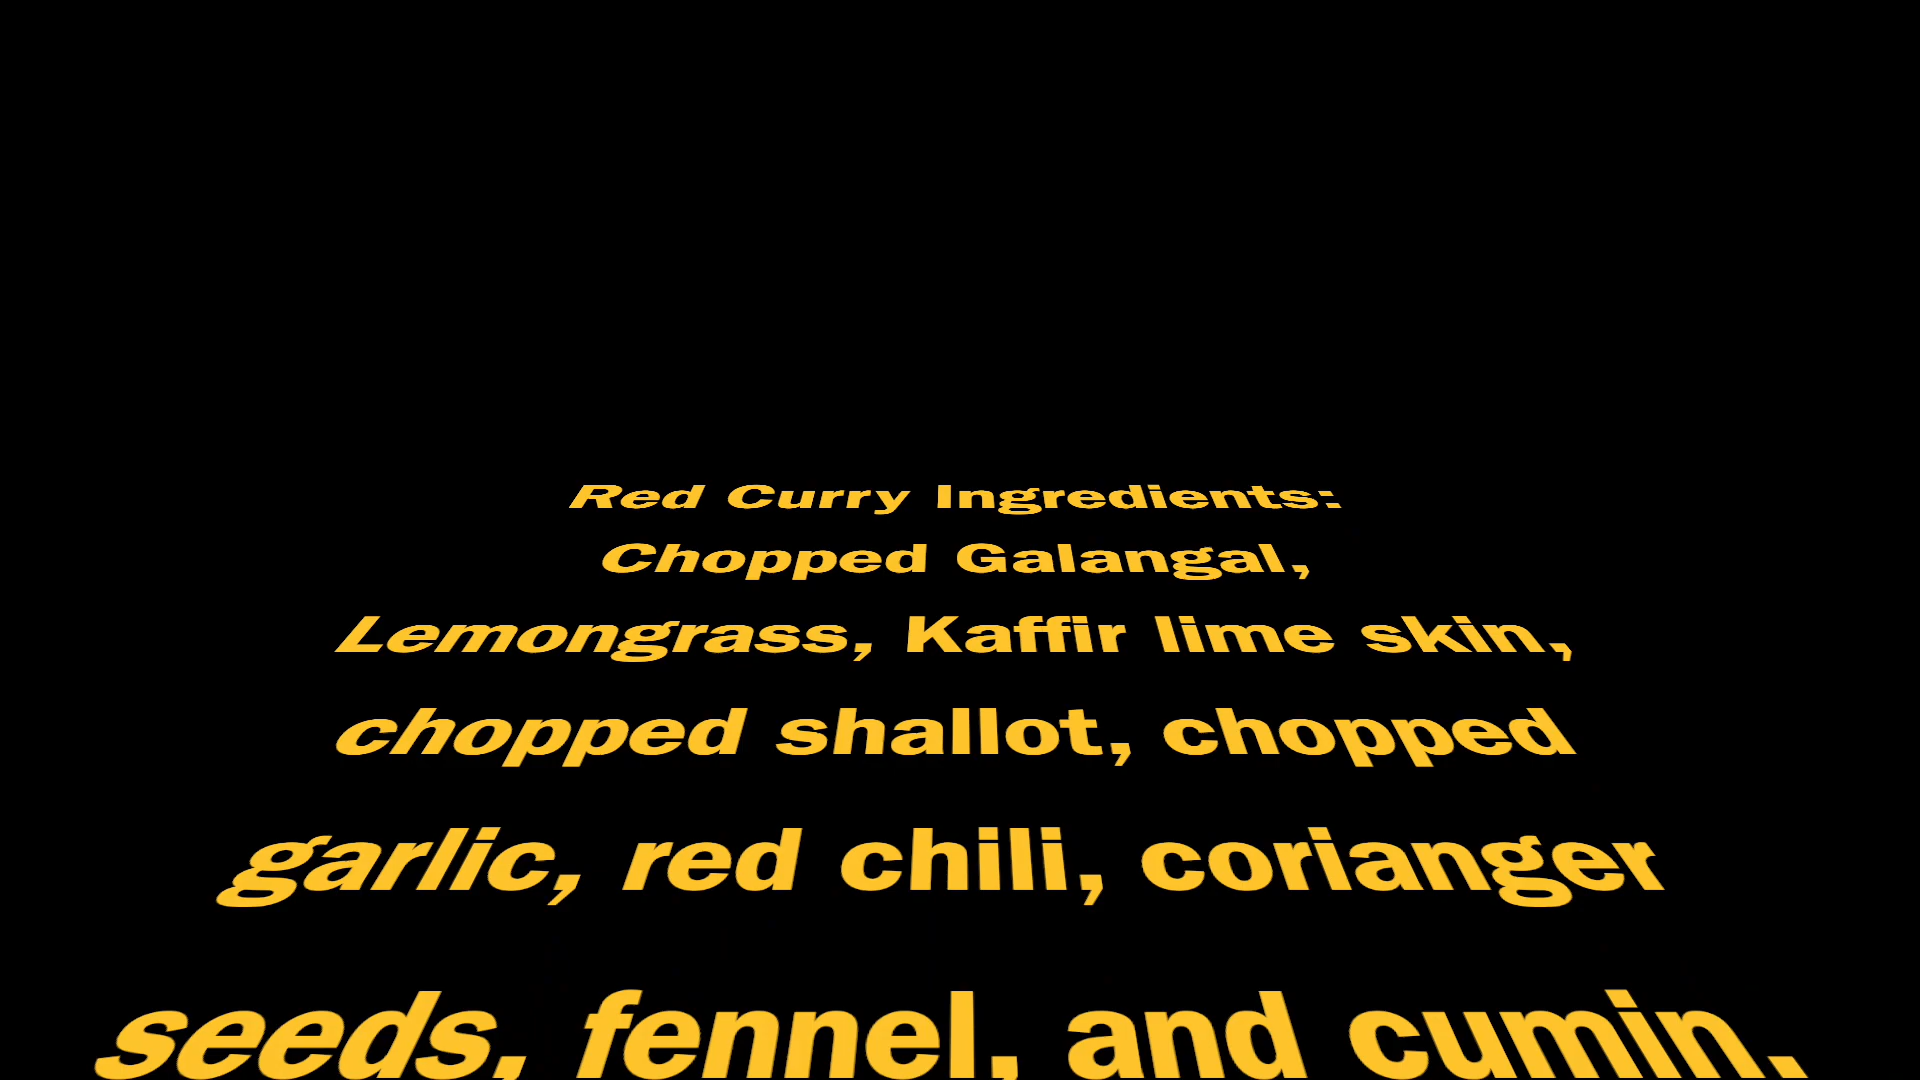 Red Curry Ingredients:
Chopped Galangal,
Lemongrass, Kaffir lime skin,
chopped shallot, chopped
garlic, red chili, corianger
seeds, fennel, and cumin.